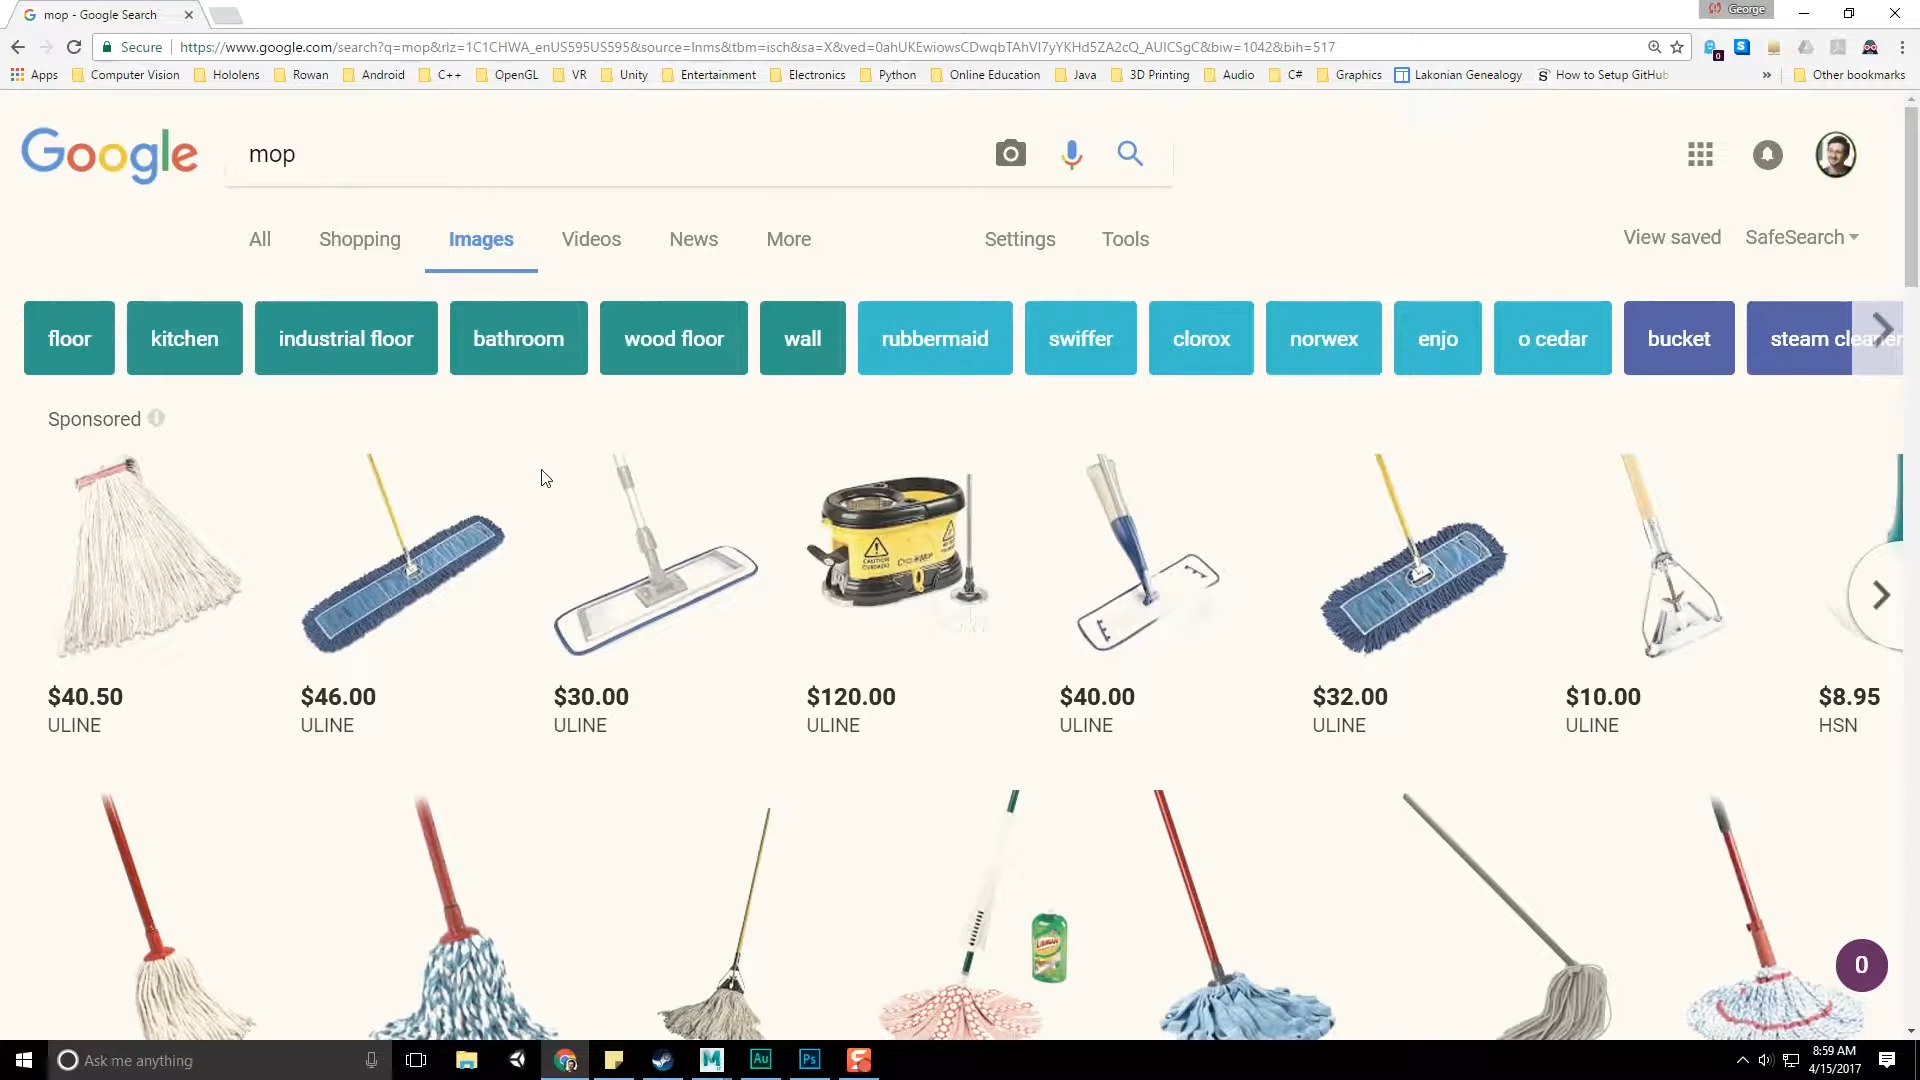 mop - Google Search
George
Secure
https://www.google.com/search?q=mop&rlz=1C1CHWA_enUS595US595&source=lnms&tbm=isch&sa=X&ved=0ahUKEwiowsCDwqbTAhVI7yYKHd5ZA2cQ_AUICSgC&biw=1042&bih=517
Apps Computer Vision Hololens Rowan Android C++ OpenGL VR Unity Entertainment Electronics Python Online Education Java 3D Printing Audio C# Graphics Lakonian Genealogy How to Setup GitHub » Other bookmarks
Google mop
All Shopping Images Videos News More Settings Tools View saved SafeSearch
floor kitchen industrial floor bathroom wood floor wall rubbermaid swiffer clorox norwex enjo o cedar bucket steam cleaner
Sponsored
CAUTION
$40.50 $46.00 $30.00 $120.00 $40.00 $32.00 $10.00 $8.95
ULINE ULINE ULINE ULINE ULINE ULINE ULINE HSN
0
Ask me anything
Au Ps
8:59 AM
4/15/2017